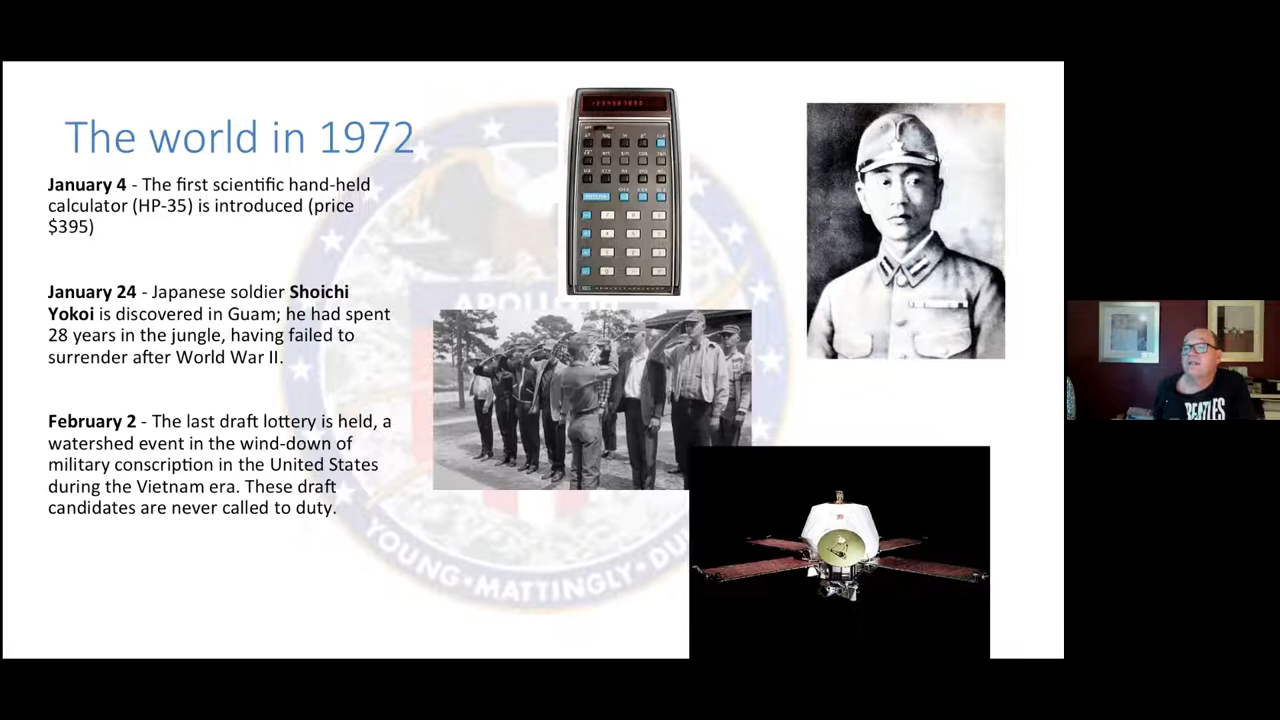 The world in 1972
January 4 - The first scientific hand-held
calculator (HP-35) is introduced (price
$395)
January 24 - Japanese soldier Shoichi
Yokoi is discovered in Guam; he had spent
28 years in the jungle, having failed to
surrender after World War II.
February 2 - The last draft lottery is held, a
watershed event in the wind-down of
military conscription in the United States
during the Vietnam era. These draft
candidates are never called to duty.
APOLLO
YOUNG • MATTINGLY • DU
BEATLES